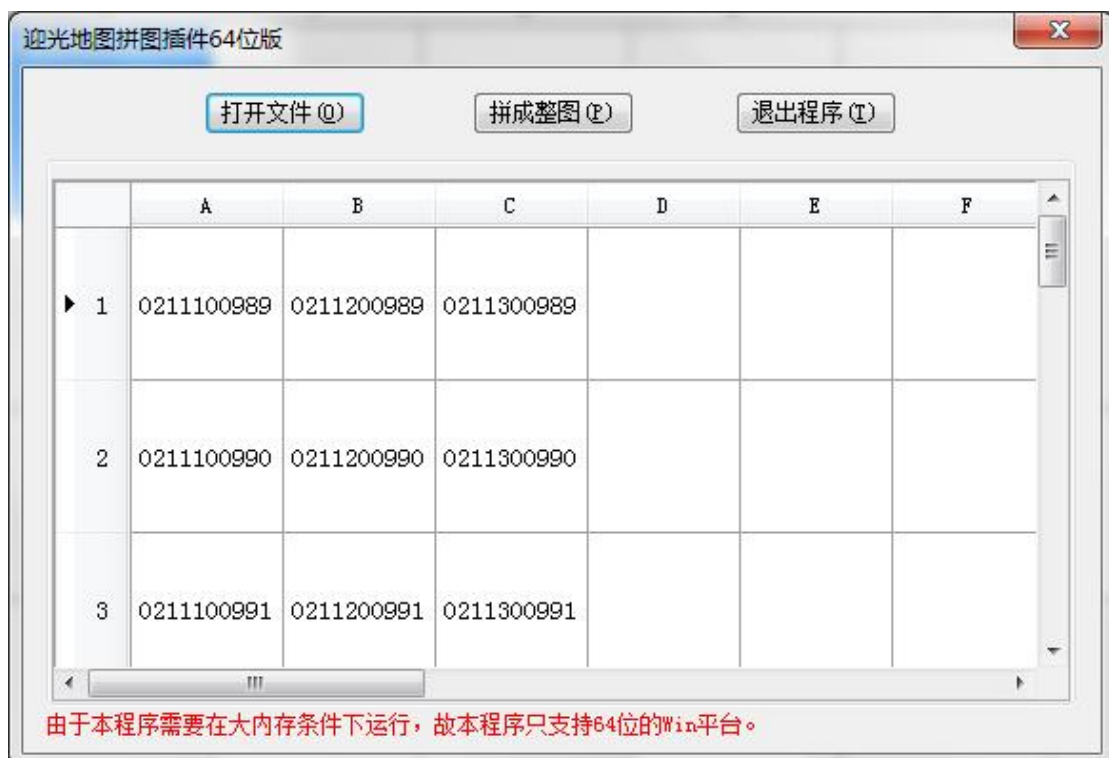 迎光地图拼图插件64位版
打开文件(O) 拼成整图(P) 退出程序(T)
A B C D E F
1 0211100989 0211200989 0211300989
2 0211100990 0211200990 0211300990
3 0211100991 0211200991 0211300991
由于本程序需要在大内存条件下运行，故本程序只支持64位的Win平台。